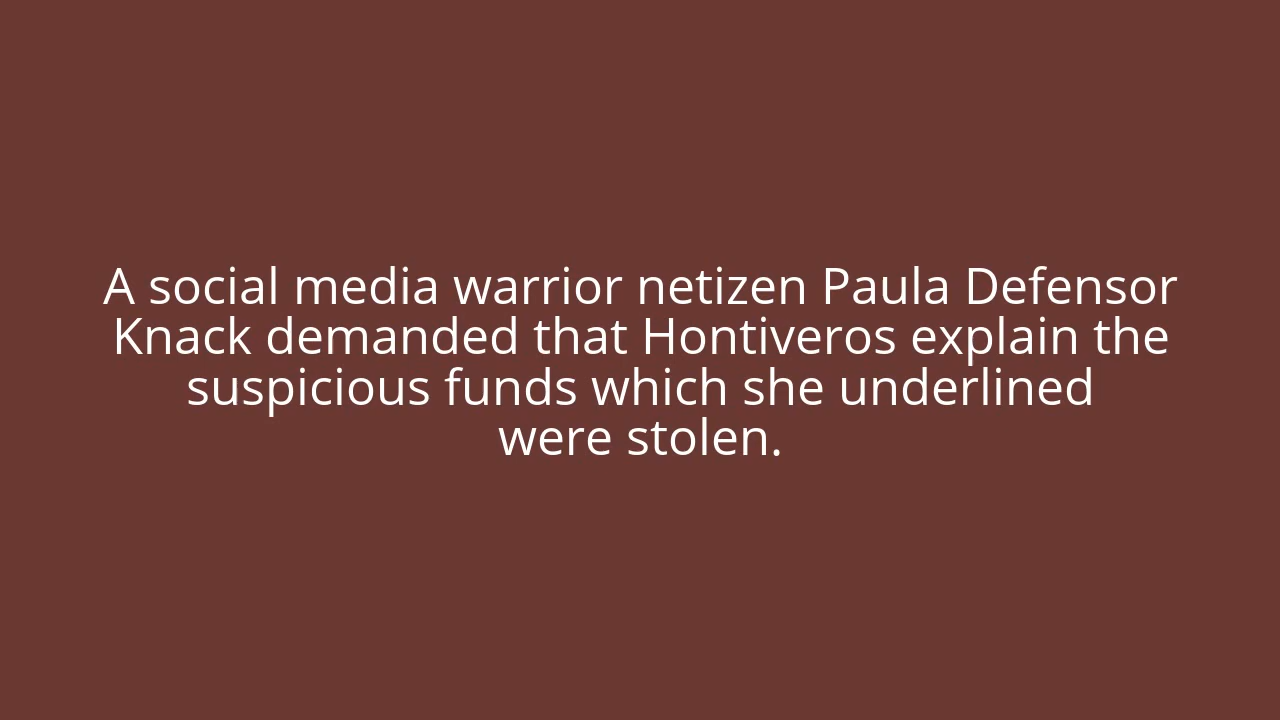 A social media warrior netizen Paula Defensor
Knack demanded that Hontiveros explain the
suspicious funds which she underlined
were stolen.